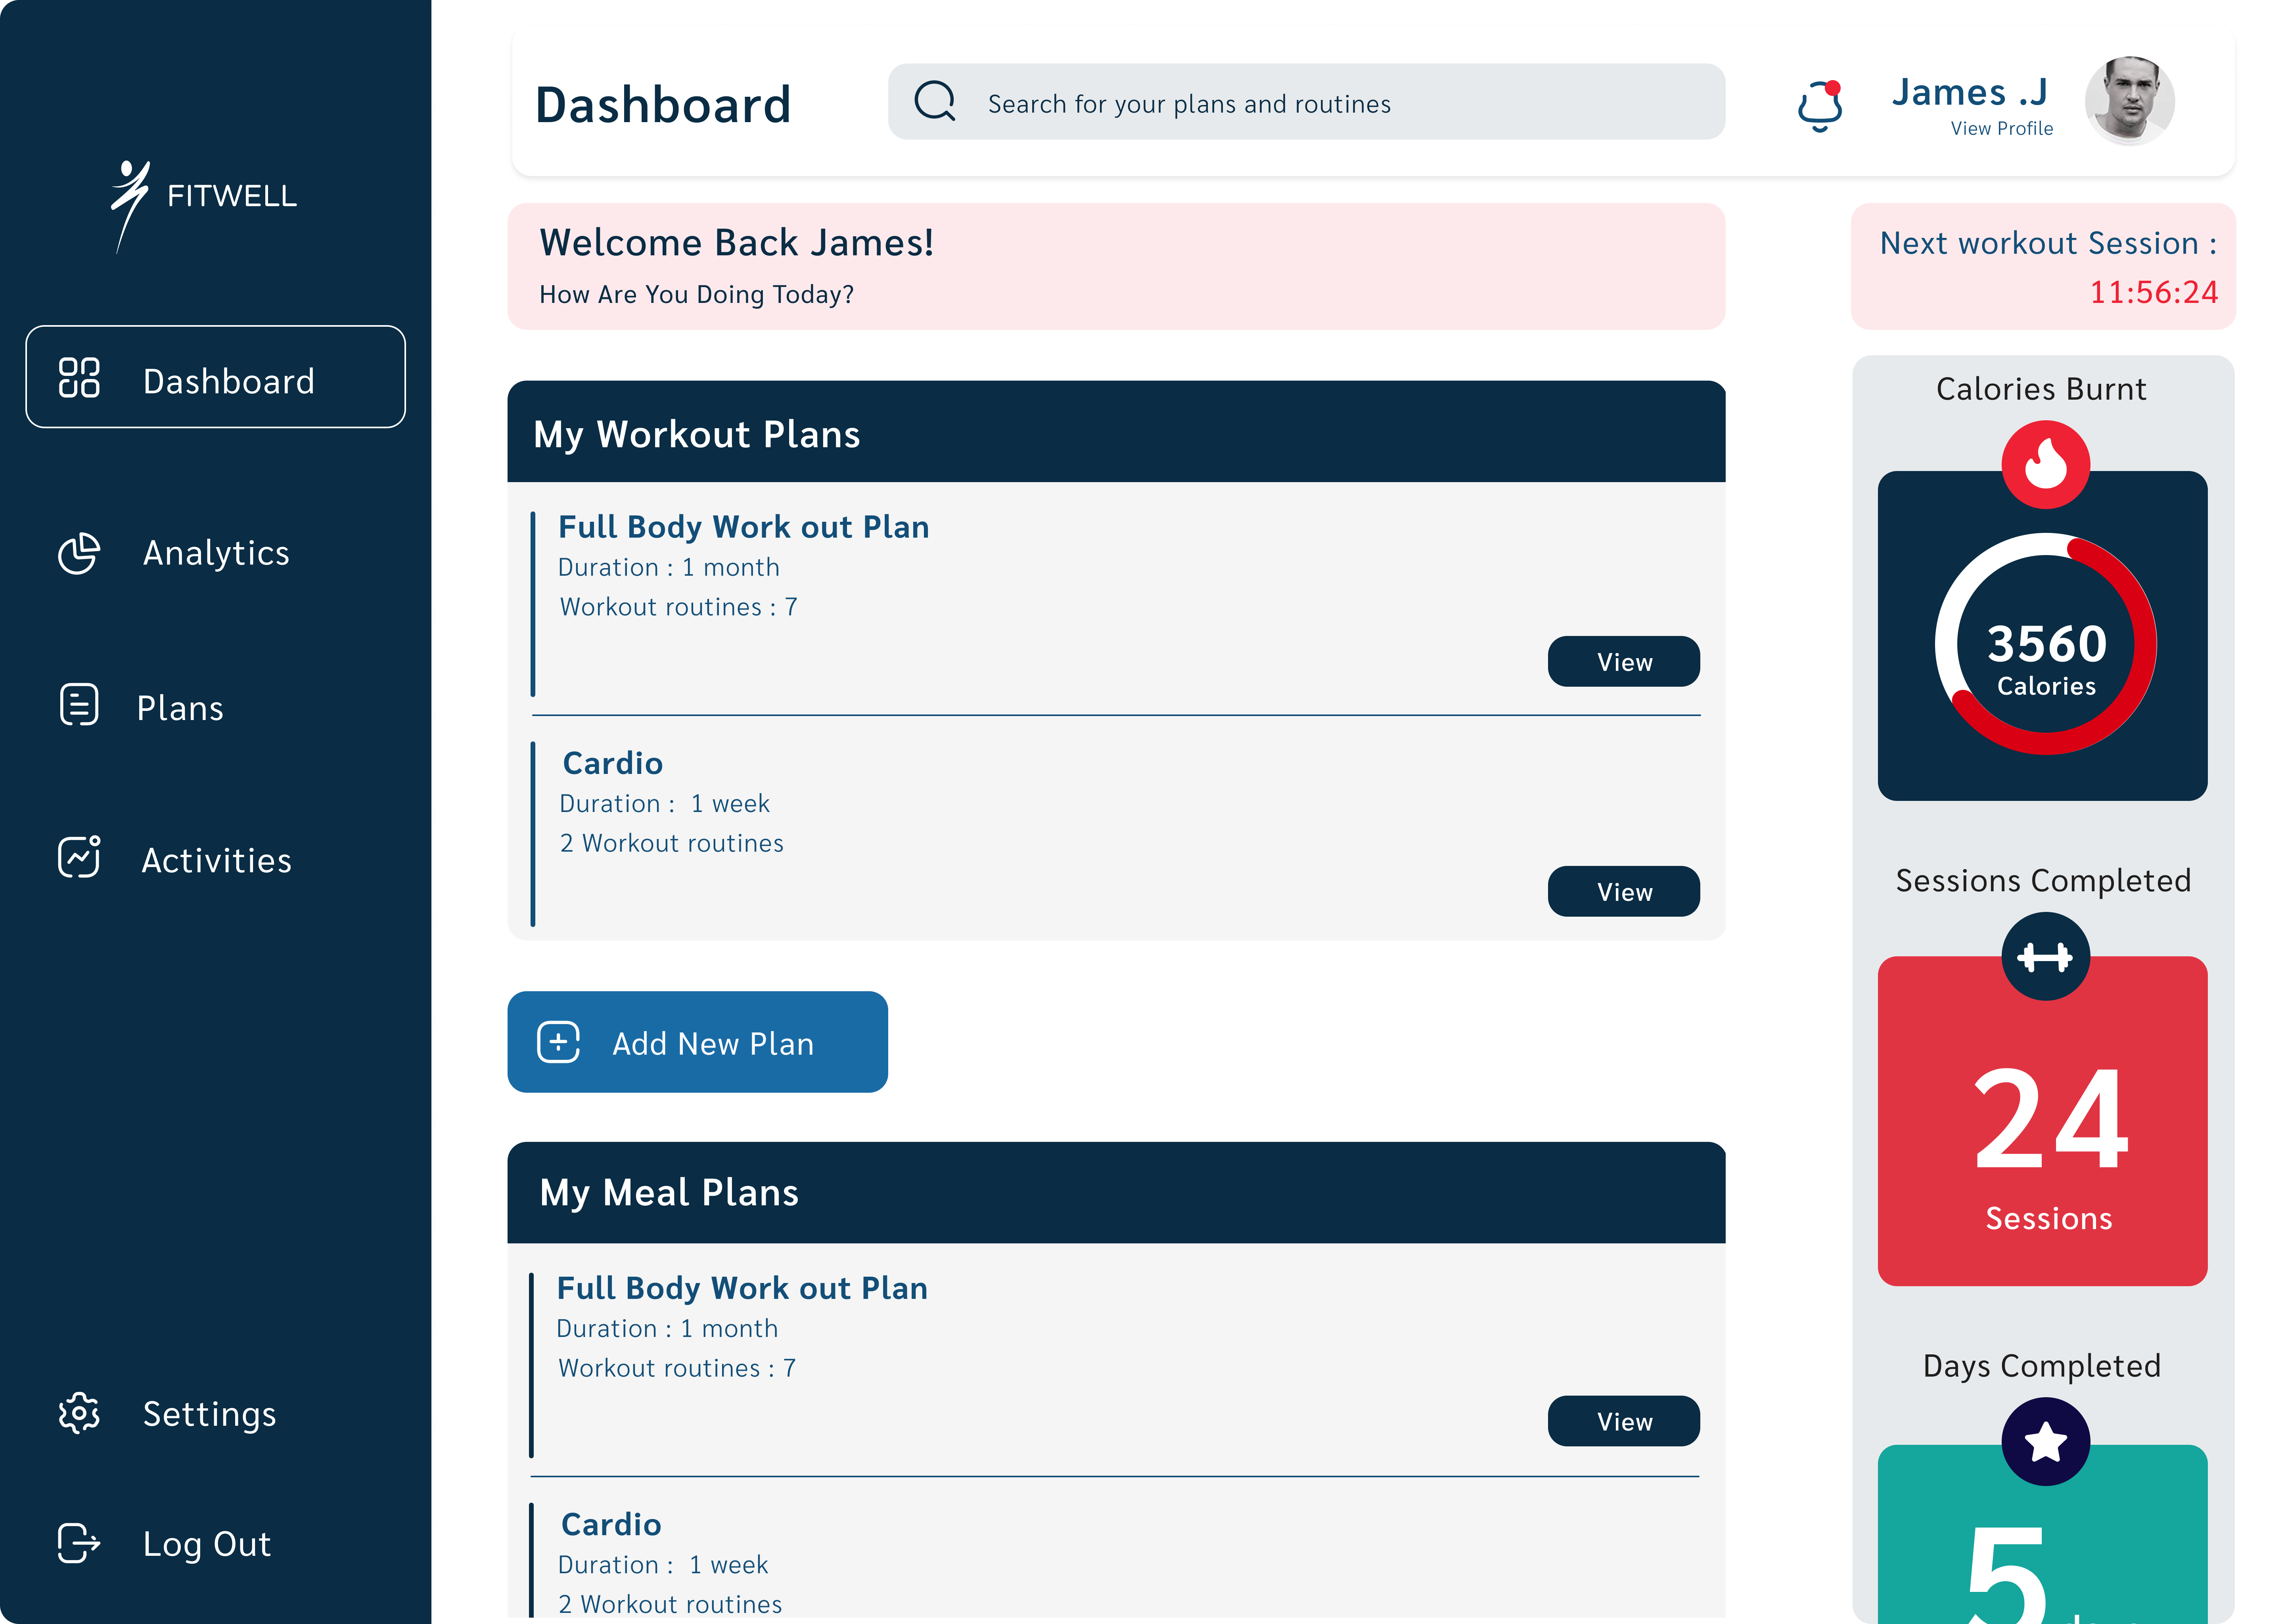 FITWELL
Dashboard
Analytics
Plans
Activities
Settings
Log Out
Dashboard
Search for your plans and routines
James .J
View Profile
Welcome Back James!
How Are You Doing Today?
Next workout Session :
11:56:24
My Workout Plans
Full Body Work out Plan
Duration : 1 month
Workout routines : 7
View
Cardio
Duration : 1 week
2 Workout routines
View
Add New Plan
My Meal Plans
Full Body Work out Plan
Duration : 1 month
Workout routines : 7
View
Cardio
Duration : 1 week
2 Workout routines
Calories Burnt
3560
Calories
Sessions Completed
24
Sessions
Days Completed
5